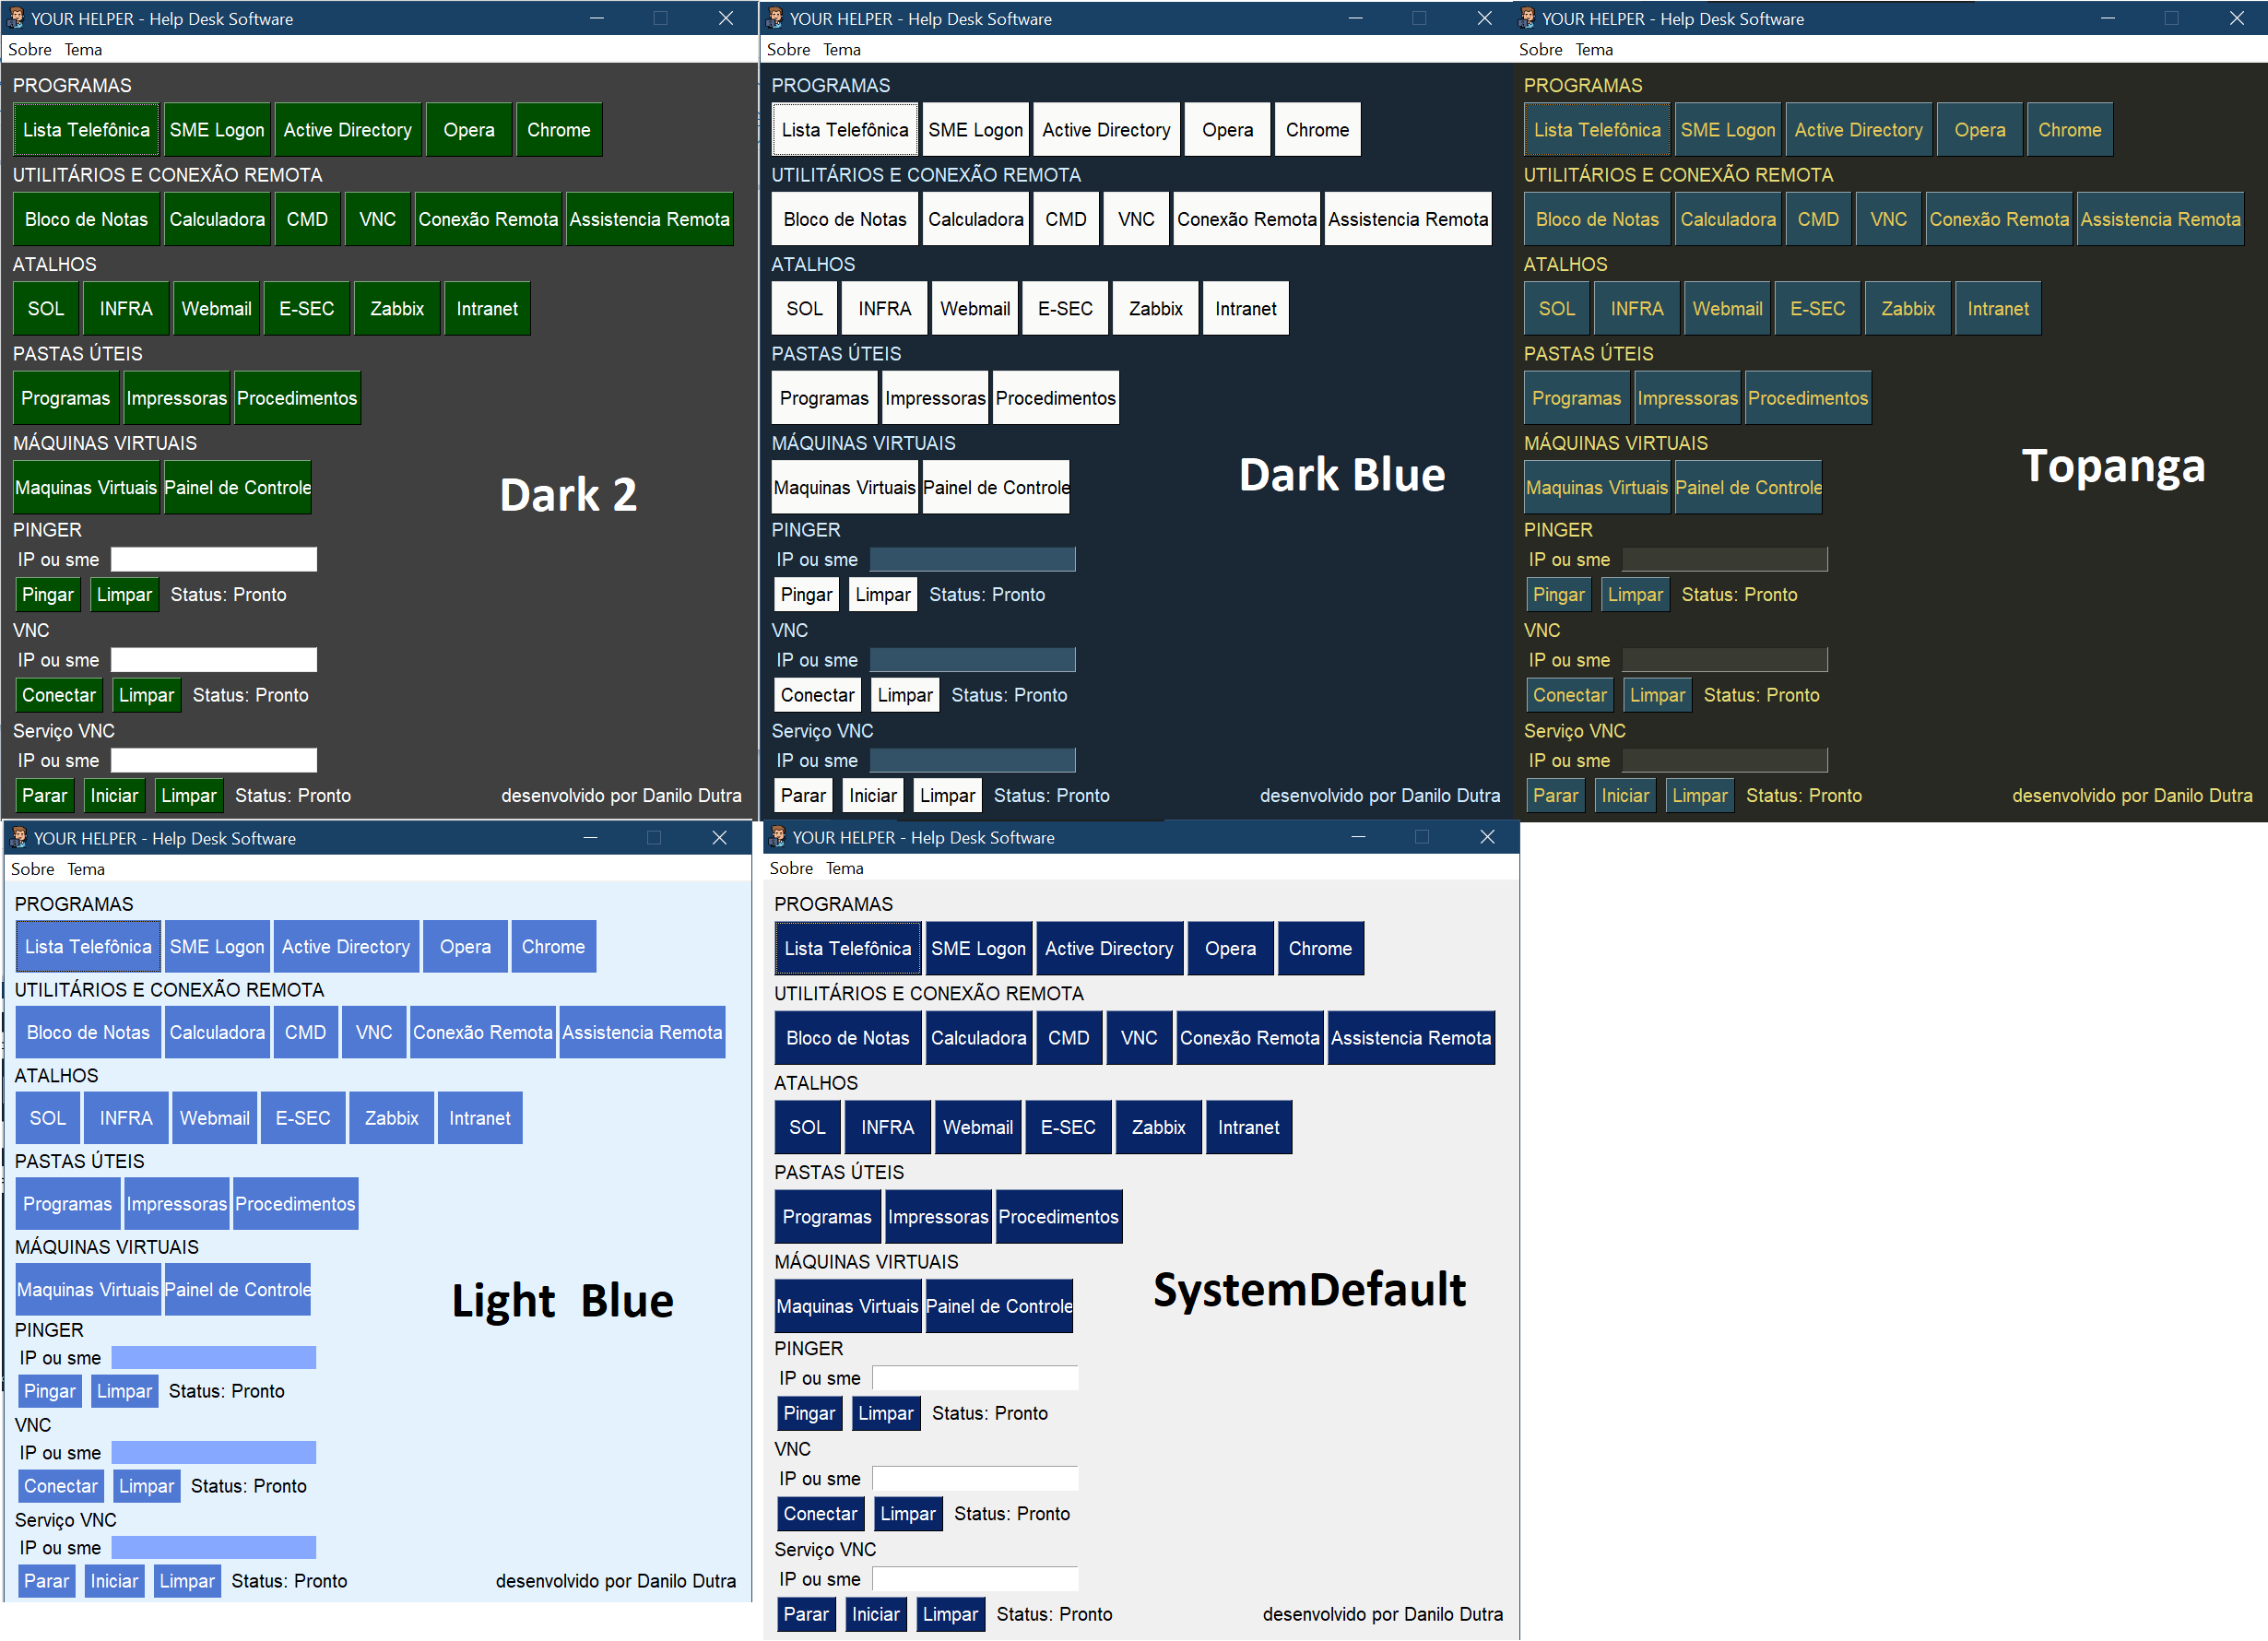 YOUR HELPER - Help Desk Software
Sobre Tema
PROGRAMAS
Lista Telefônica SME Logon Active Directory Opera Chrome
UTILITÁRIOS E CONEXÃO REMOTA
Bloco de Notas Calculadora CMD VNC Conexão Remota Assistencia Remota
ATALHOS
SOL INFRA Webmail E-SEC Zabbix Intranet
PASTAS ÚTEIS
Programas Impressoras Procedimentos
MÁQUINAS VIRTUAIS
Maquinas Virtuais Painel de Controle
Dark 2
PINGER
IP ou sme
Pingar Limpar Status: Pronto
VNC
IP ou sme
Conectar Limpar Status: Pronto
Serviço VNC
IP ou sme
Parar Iniciar Limpar Status: Pronto desenvolvido por Danilo Dutra
YOUR HELPER - Help Desk Software
Sobre Tema
PROGRAMAS
Lista Telefônica SME Logon Active Directory Opera Chrome
UTILITÁRIOS E CONEXÃO REMOTA
Bloco de Notas Calculadora CMD VNC Conexão Remota Assistencia Remota
ATALHOS
SOL INFRA Webmail E-SEC Zabbix Intranet
PASTAS ÚTEIS
Programas Impressoras Procedimentos
MÁQUINAS VIRTUAIS
Maquinas Virtuais Painel de Controle
Dark Blue
PINGER
IP ou sme
Pingar Limpar Status: Pronto
VNC
IP ou sme
Conectar Limpar Status: Pronto
Serviço VNC
IP ou sme
Parar Iniciar Limpar Status: Pronto desenvolvido por Danilo Dutra
YOUR HELPER - Help Desk Software
Sobre Tema
PROGRAMAS
Lista Telefônica SME Logon Active Directory Opera Chrome
UTILITÁRIOS E CONEXÃO REMOTA
Bloco de Notas Calculadora CMD VNC Conexão Remota Assistencia Remota
ATALHOS
SOL INFRA Webmail E-SEC Zabbix Intranet
PASTAS ÚTEIS
Programas Impressoras Procedimentos
MÁQUINAS VIRTUAIS
Maquinas Virtuais Painel de Controle
Topanga
PINGER
IP ou sme
Pingar Limpar Status: Pronto
VNC
IP ou sme
Conectar Limpar Status: Pronto
Serviço VNC
IP ou sme
Parar Iniciar Limpar Status: Pronto desenvolvido por Danilo Dutra
YOUR HELPER - Help Desk Software
Sobre Tema
PROGRAMAS
Lista Telefônica SME Logon Active Directory Opera Chrome
UTILITÁRIOS E CONEXÃO REMOTA
Bloco de Notas Calculadora CMD VNC Conexão Remota Assistencia Remota
ATALHOS
SOL INFRA Webmail E-SEC Zabbix Intranet
PASTAS ÚTEIS
Programas Impressoras Procedimentos
MÁQUINAS VIRTUAIS
Maquinas Virtuais Painel de Controle
Light Blue
PINGER
IP ou sme
Pingar Limpar Status: Pronto
VNC
IP ou sme
Conectar Limpar Status: Pronto
Serviço VNC
IP ou sme
Parar Iniciar Limpar Status: Pronto desenvolvido por Danilo Dutra
YOUR HELPER - Help Desk Software
Sobre Tema
PROGRAMAS
Lista Telefônica SME Logon Active Directory Opera Chrome
UTILITÁRIOS E CONEXÃO REMOTA
Bloco de Notas Calculadora CMD VNC Conexão Remota Assistencia Remota
ATALHOS
SOL INFRA Webmail E-SEC Zabbix Intranet
PASTAS ÚTEIS
Programas Impressoras Procedimentos
MÁQUINAS VIRTUAIS
Maquinas Virtuais Painel de Controle
SystemDefault
PINGER
IP ou sme
Pingar Limpar Status: Pronto
VNC
IP ou sme
Conectar Limpar Status: Pronto
Serviço VNC
IP ou sme
Parar Iniciar Limpar Status: Pronto desenvolvido por Danilo Dutra